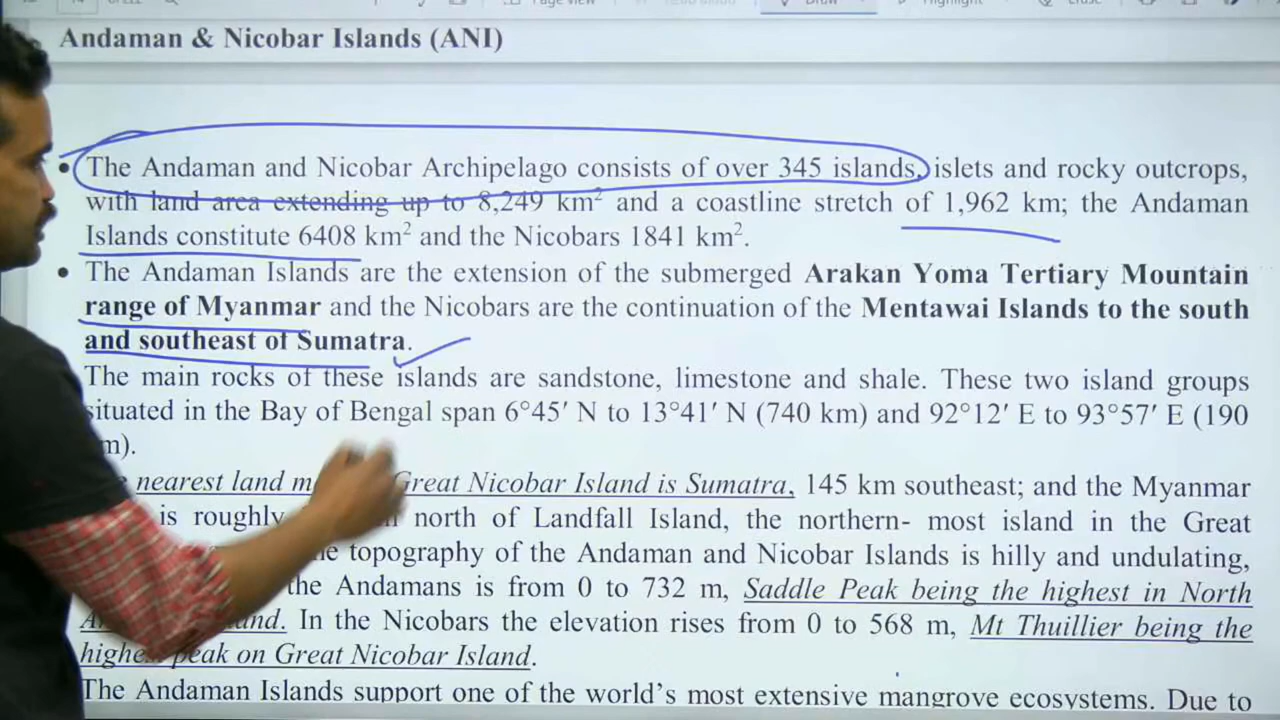 Page view
Draw
Highlight
Andaman & Nicobar Islands (ANI)
• The Andaman and Nicobar Archipelago consists of over 345 islands, islets and rocky outcrops,
with land area extending up to 8,249 km² and a coastline stretch of 1,962 km; the Andaman
Islands constitute 6408 km² and the Nicobars 1841 km².
• The Andaman Islands are the extension of the submerged Arakan Yoma Tertiary Mountain
range of Myanmar and the Nicobars are the continuation of the Mentawai Islands to the south
and southeast of Sumatra.
The main rocks of these islands are sandstone, limestone and shale. These two island groups
situated in the Bay of Bengal span 6°45′ N to 13°41′ N (740 km) and 92°12′ E to 93°57′ E (190
km).
nearest land Great Nicobar Island is Sumatra, 145 km southeast; and the Myanmar
is roughly north of Landfall Island, the northern- most island in the Great
topography of the Andaman and Nicobar Islands is hilly and undulating,
the Andamans is from 0 to 732 m, Saddle Peak being the highest in North
In the Nicobars the elevation rises from 0 to 568 m, Mt Thuillier being the
highest peak on Great Nicobar Island.
The Andaman Islands support one of the world's most extensive mangrove ecosystems. Due to